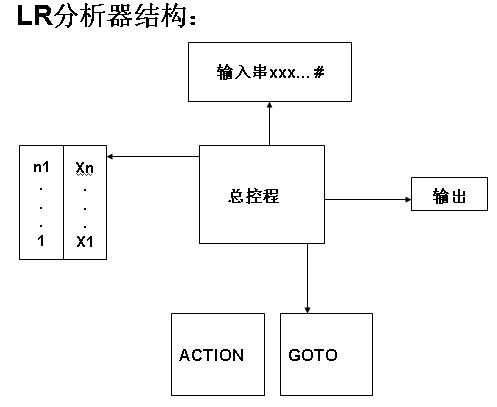 LR分析器结构：
输入串xxx...#
n1 Xn
. .
. .
. .
1 X1
总控程
输出
ACTION GOTO